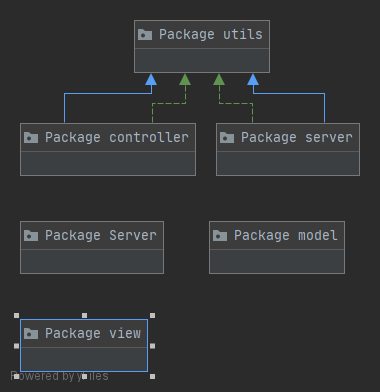 Package utils
Package controller
Package server
Package Server
Package model
Package view
Powered by yFiles